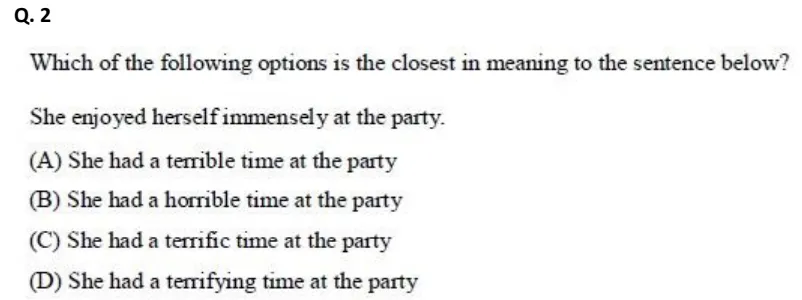 Q. 2
Which of the following options is the closest in meaning to the sentence below?
She enjoyed herself immensely at the party.
(A) She had a terrible time at the party
(B) She had a horrible time at the party
(C) She had a terrific time at the party
(D) She had a terrifying time at the party